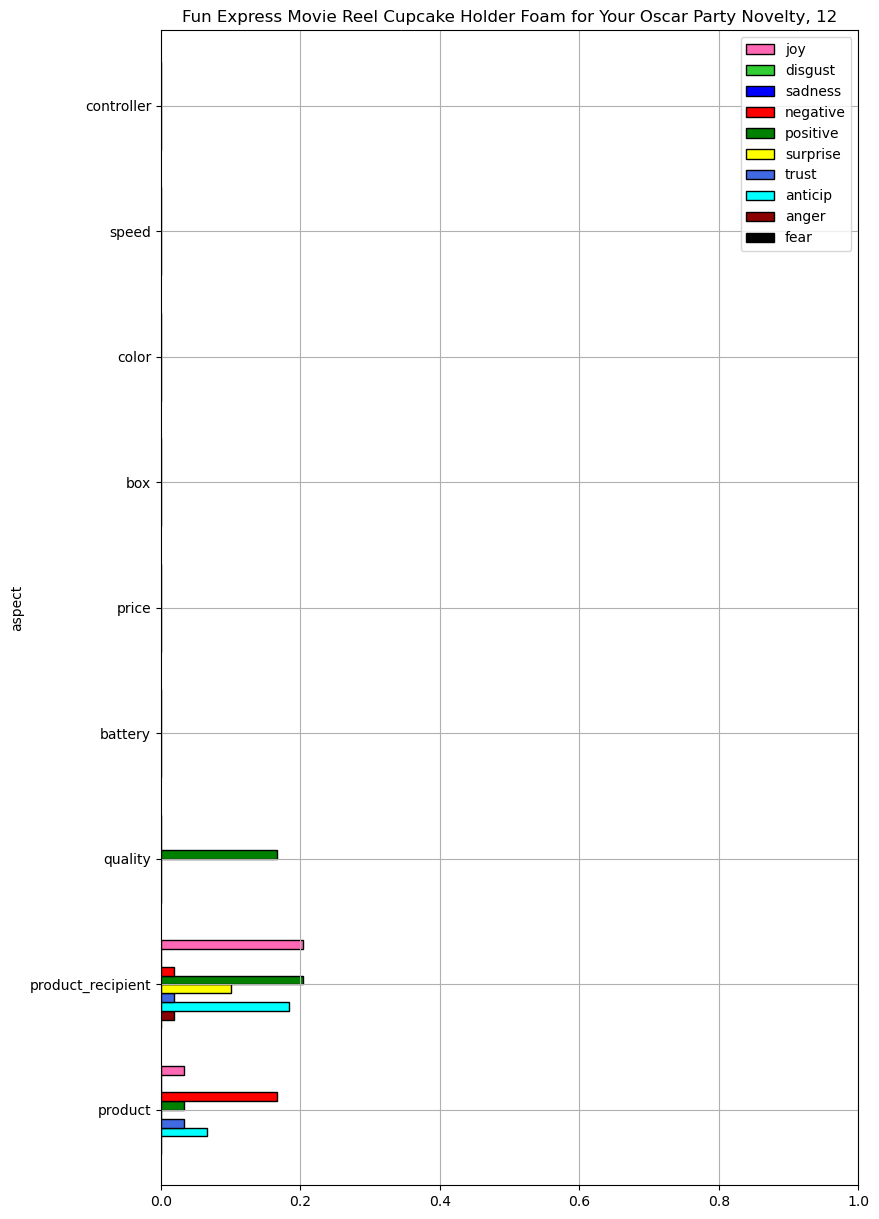 Fun Express Movie Reel Cupcake Holder Foam for Your Oscar Party Novelty, 12
joy
disgust
sadness
negative
positive
surprise
trust
anticip
anger
fear
controller
speed
color
box
price
battery
quality
product_recipient
product
aspect
0.0 0.2 0.4 0.6 0.8 1.0